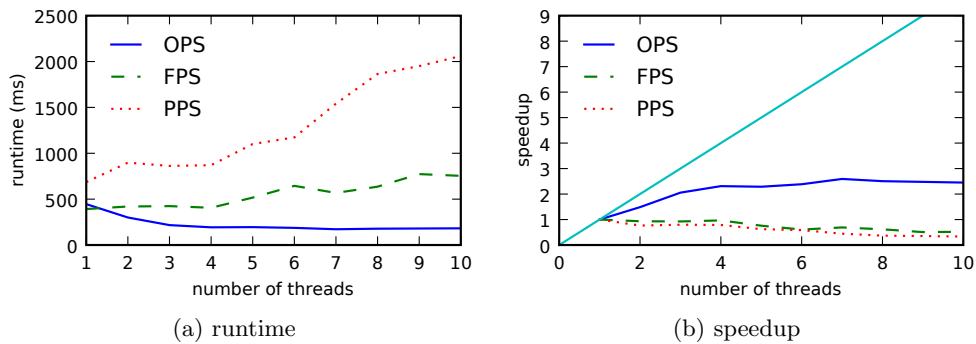 2500
2000
1500
1000
500
0
runtime (ms)
OPS
FPS
PPS
1 2 3 4 5 6 7 8 9 10
number of threads
(a) runtime
9
8
7
6
5
4
3
2
1
0
speedup
OPS
FPS
PPS
0 2 4 6 8 10
number of threads
(b) speedup